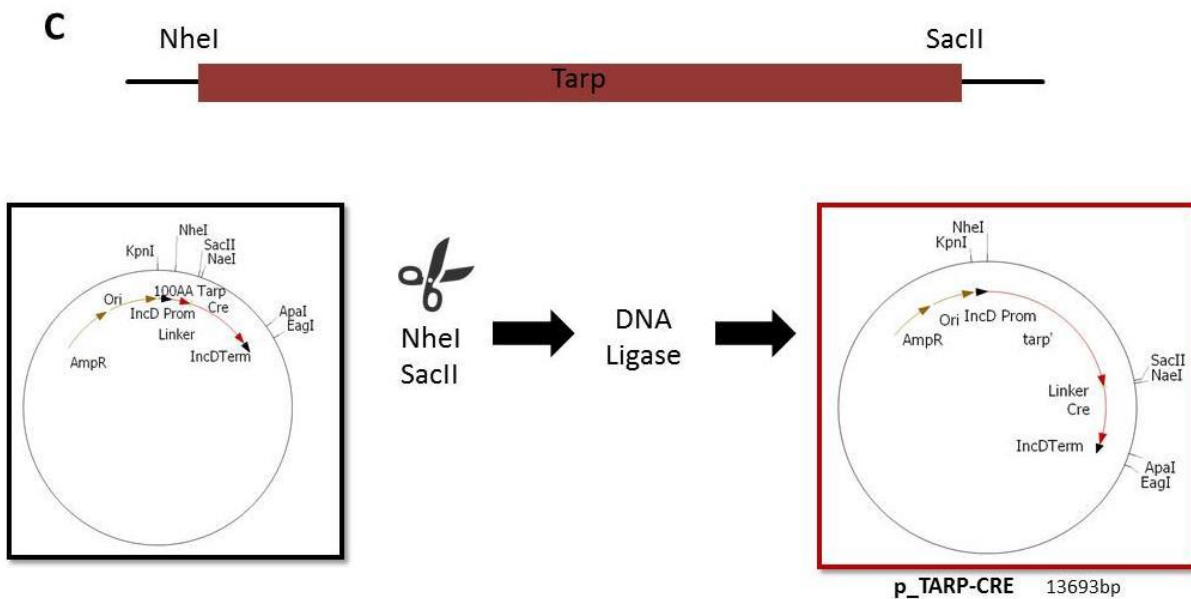 C
NheI
SacII
Tarp
NheI
KpnI
SacII
NaeI
100AA Tarp
Ori
Cre
IncD Prom
ApaI
EagI
Linker
AmpR
IncDTerm
NheI
SacII
DNA
Ligase
NheI
KpnI
Ori
IncD Prom
AmpR
tarp'
SacII
NaeI
Linker
Cre
IncDTerm
ApaI
EagI
p_TARP-CRE 13693bp